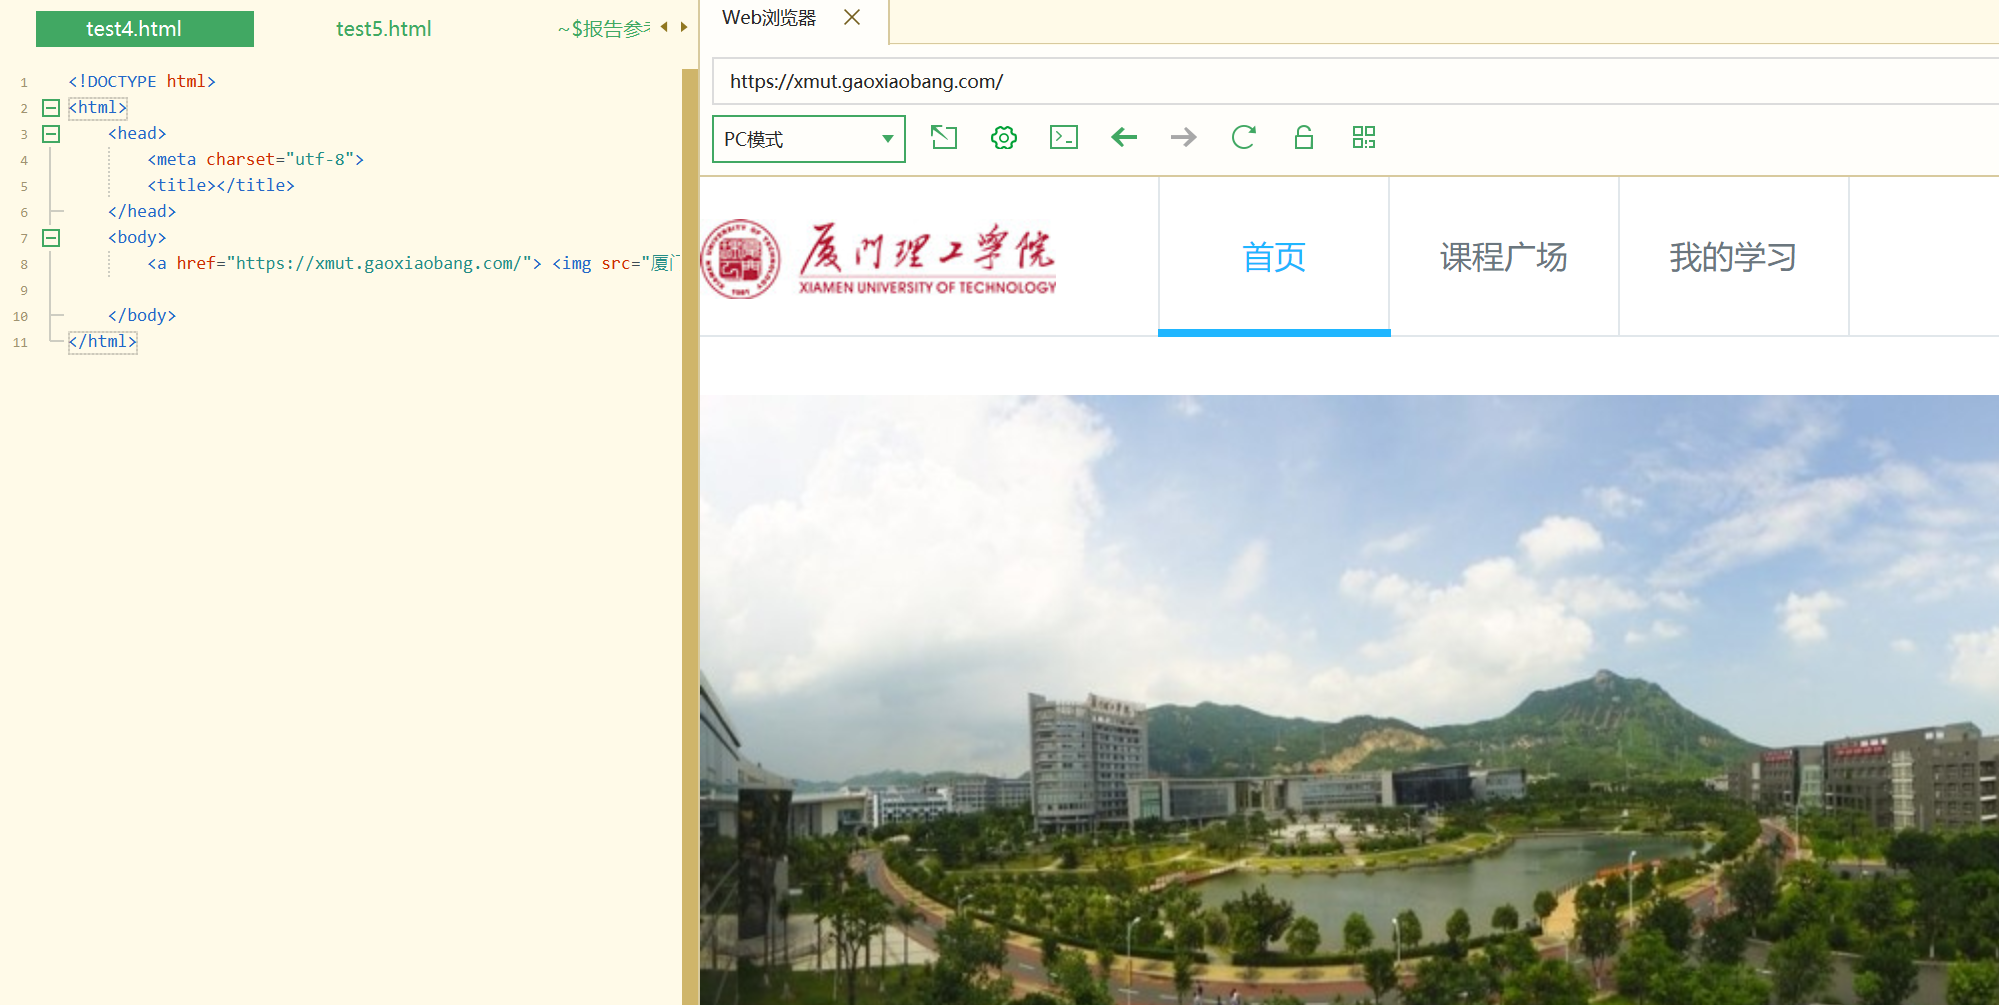 test4.html test5.html ~$报告参
1 <!DOCTYPE html>
2 <html>
3 <head>
4 <meta charset="utf-8">
5 <title></title>
6 </head>
7 <body>
8 <a href="https://xmut.gaoxiaobang.com/"> <img src="厦门
9
10 </body>
11 </html>
Web浏览器
https://xmut.gaoxiaobang.com/
PC模式
厦门理工学院
XIAMEN UNIVERSITY OF TECHNOLOGY
首页 课程广场 我的学习